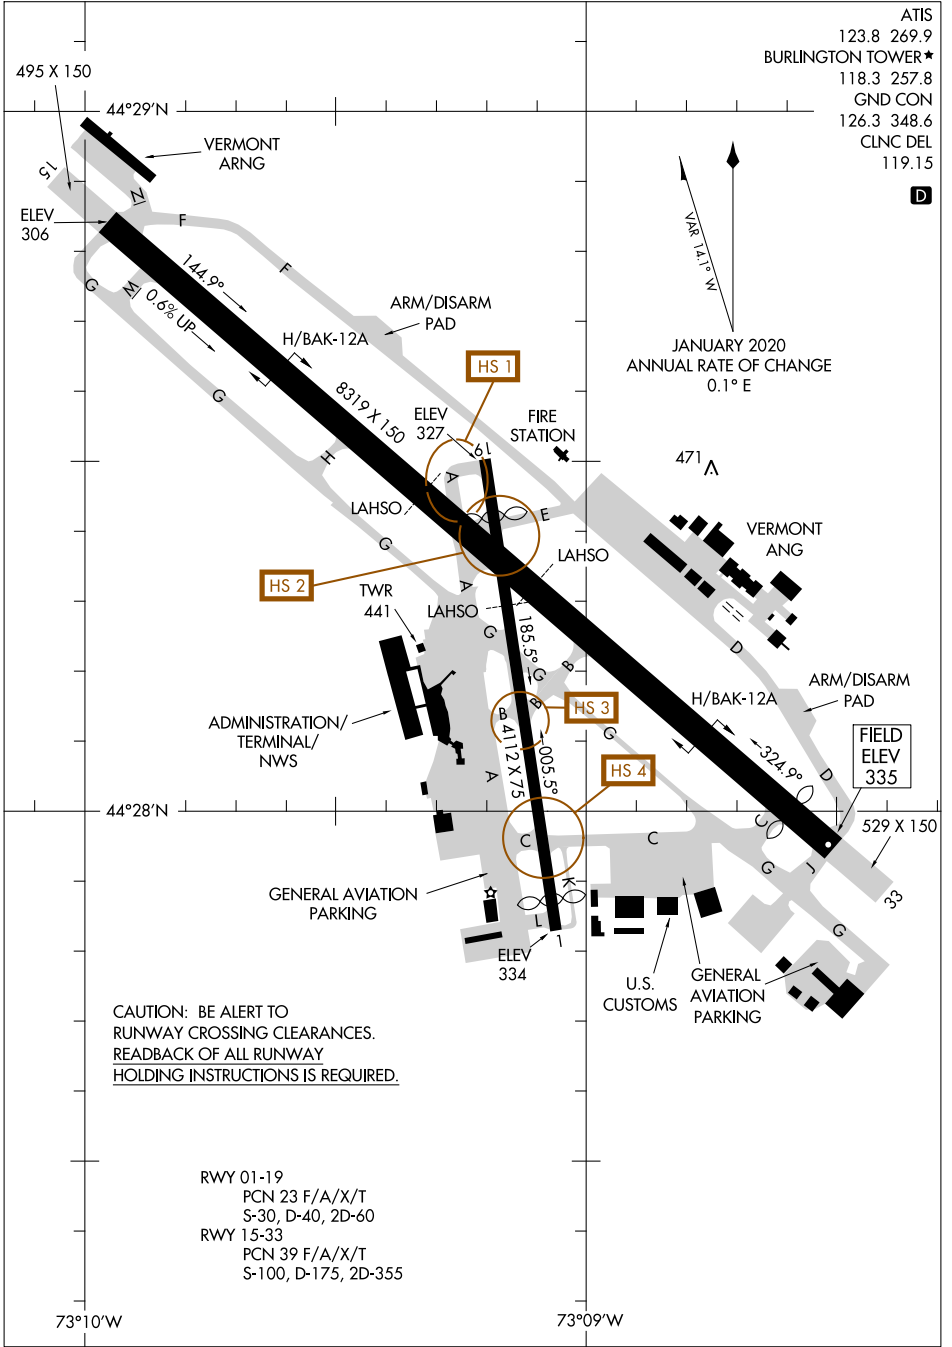 ATIS
123.8 269.9
BURLINGTON TOWER★
118.3 257.8
GND CON
126.3 348.6
CLNC DEL
119.15
D
495 X 150
44°29'N
VERMONT
ARNG
15
N
ELEV
306
F
F
G
M
144.9°
0.6% UP
VAR 14.1° W
JANUARY 2020
ANNUAL RATE OF CHANGE
0.1° E
ARM/DISARM
PAD
H/BAK-12A
HS 1
8319 X 150
G
ELEV
327
FIRE
STATION
19
471
H
A
LAHSO
E
VERMONT
ANG
G
LAHSO
HS 2
TWR
441
A
LAHSO
G
185.5°
D
B
G
ARM/DISARM
PAD
H/BAK-12A
B
B
HS 3
G
ADMINISTRATION/
TERMINAL/
NWS
4112 X 75
005.5°
324.9°
FIELD
ELEV
335
HS 4
A
D
44°28'N
C
C
C
529 X 150
G
J
K
33
GENERAL AVIATION
PARKING
L
1
G
ELEV
334
U.S.
CUSTOMS
GENERAL
AVIATION
PARKING
CAUTION: BE ALERT TO
RUNWAY CROSSING CLEARANCES.
READBACK OF ALL RUNWAY
HOLDING INSTRUCTIONS IS REQUIRED.
RWY 01-19
PCN 23 F/A/X/T
S-30, D-40, 2D-60
RWY 15-33
PCN 39 F/A/X/T
S-100, D-175, 2D-355
73°10'W
73°09'W